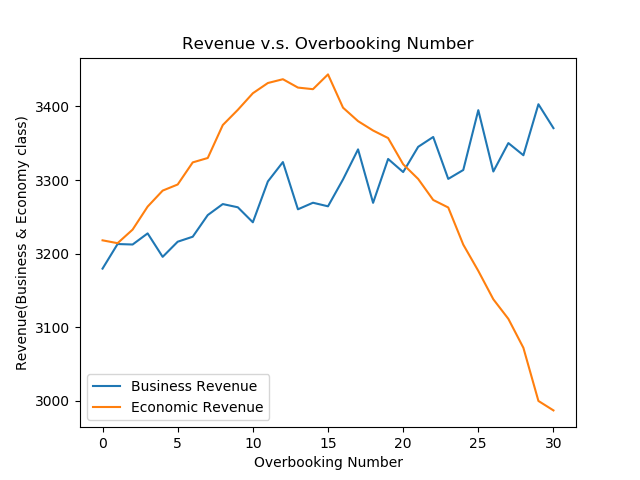 Revenue v.s. Overbooking Number
Revenue(Business & Economy class)
3400
3300
3200
3100
3000
Business Revenue
Economic Revenue
0 5 10 15 20 25 30
Overbooking Number